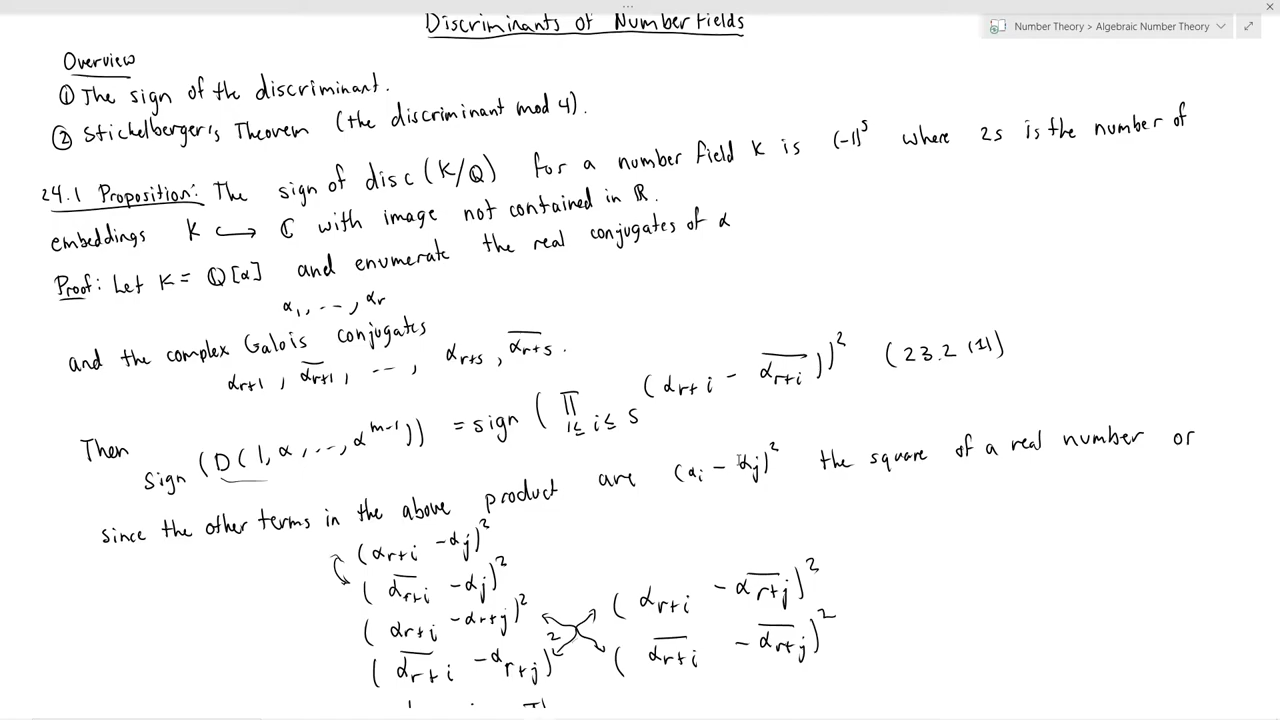 Discriminants of Number Fields
Number Theory > Algebraic Number Theory
Overview
① The sign of the discriminant.
② Stickelberger's Theorem (the discriminant mod 4).
24.1 Proposition: The sign of disc (K/ℚ) for a number field K is (-1)^s where 2s is the number of
embeddings K ↪ ℂ with image not contained in ℝ.
Proof: Let K = ℚ[α] and enumerate the real conjugates of α
α_1, ..., α_r
and the complex Galois conjugates
α_{r+1}, \overline{α_{r+1}}, ..., α_{r+s}, \overline{α_{r+s}}.
Then sign (D(1, α, ..., α^{m-1})) = sign (∏_{1≤i≤s} (α_{r+i} - \overline{α_{r+i}}))^2 (23.2 (1))
since the other terms in the above product are (α_i - α_j)^2 the square of a real number or
(α_{r+i} - α_j)^2
(\overline{α_{r+i}} - α_j)^2
(α_{r+i} - α_{r+j})^2 (α_{r+i} - \overline{α_{r+j}})^2
(\overline{α_{r+i}} - α_{r+j})^2 (\overline{α_{r+i}} - \overline{α_{r+j}})^2